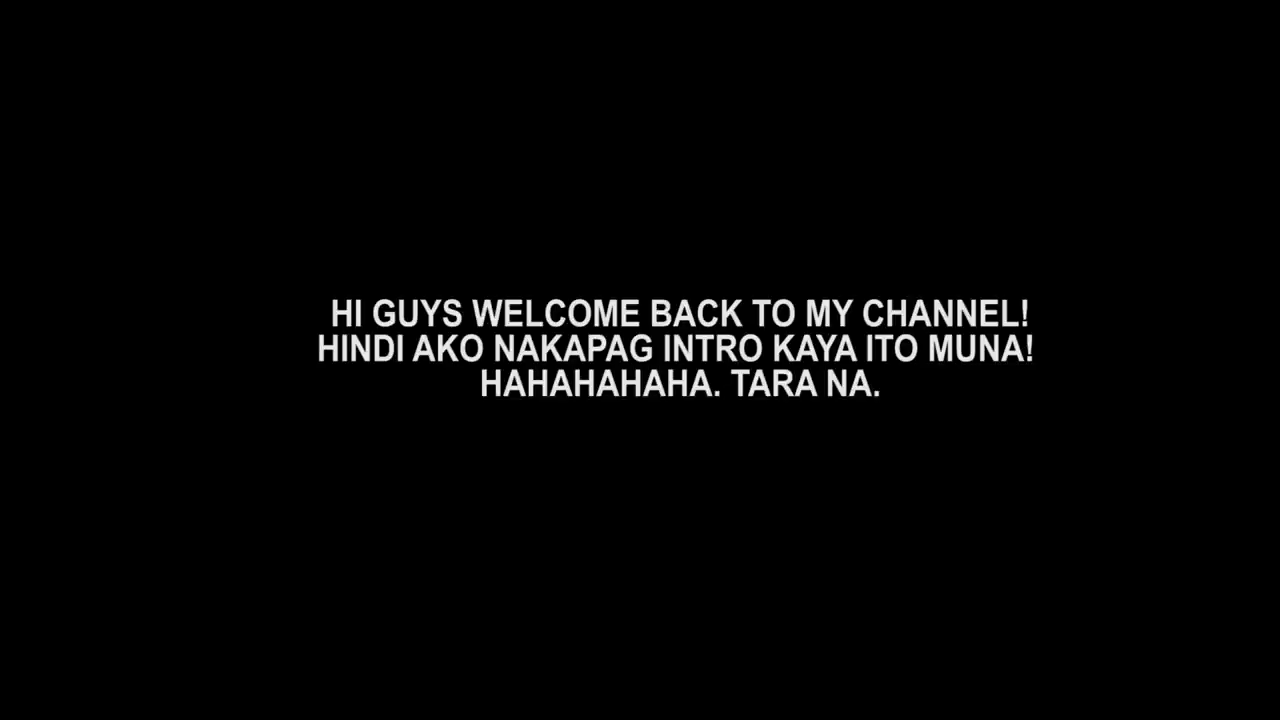 HI GUYS WELCOME BACK TO MY CHANNEL!
HINDI AKO NAKAPAG INTRO KAYA ITO MUNA!
HAHAHAHAHA. TARA NA.